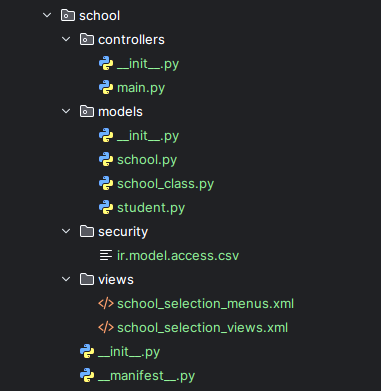 school
controllers
__init__.py
main.py
models
__init__.py
school.py
school_class.py
student.py
security
ir.model.access.csv
views
school_selection_menus.xml
school_selection_views.xml
__init__.py
__manifest__.py